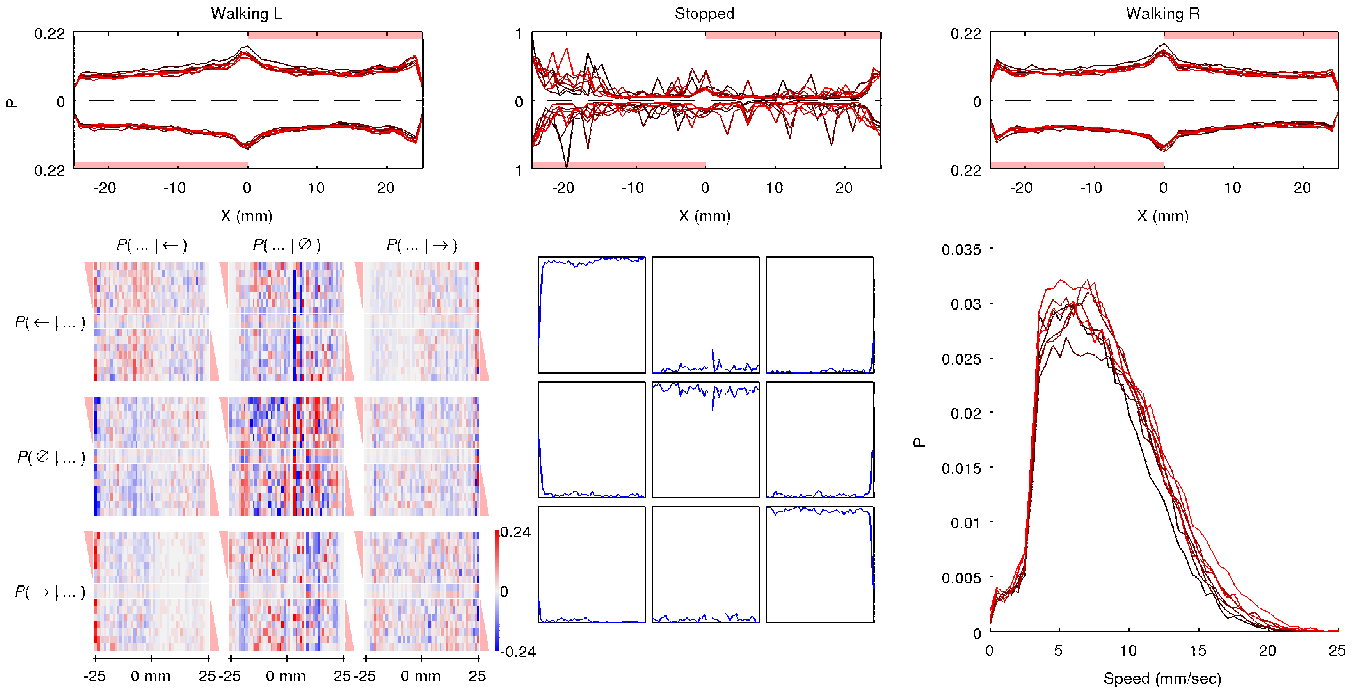 Walking L
Stopped
Walking R
0.22
0
0.22
P
-20 -10 0 10 20
X (mm)
1
0
1
-20 -10 0 10 20
X (mm)
0.22
0
0.22
-20 -10 0 10 20
X (mm)
P( ... | ← ) P( ... | ∅ ) P( ... | → )
P( ← | ... )
P( ∅ | ... )
P( → | ... )
0.24
0
-0.24
-25 0 mm 25 -25 0 mm 25 -25 0 mm 25
0.035
0.03
0.025
0.02
0.015
0.01
0.005
0
P
0 5 10 15 20 25
Speed (mm/sec)